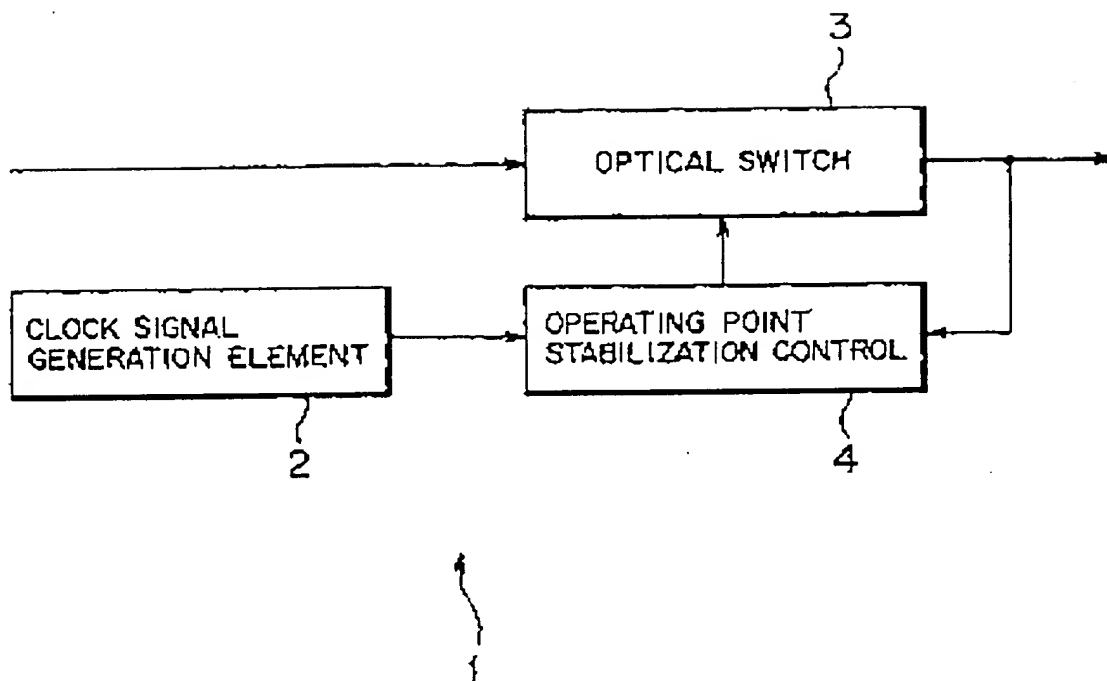 3
OPTICAL SWITCH
CLOCK SIGNAL
GENERATION ELEMENT
OPERATING POINT
STABILIZATION CONTROL
2
4
1